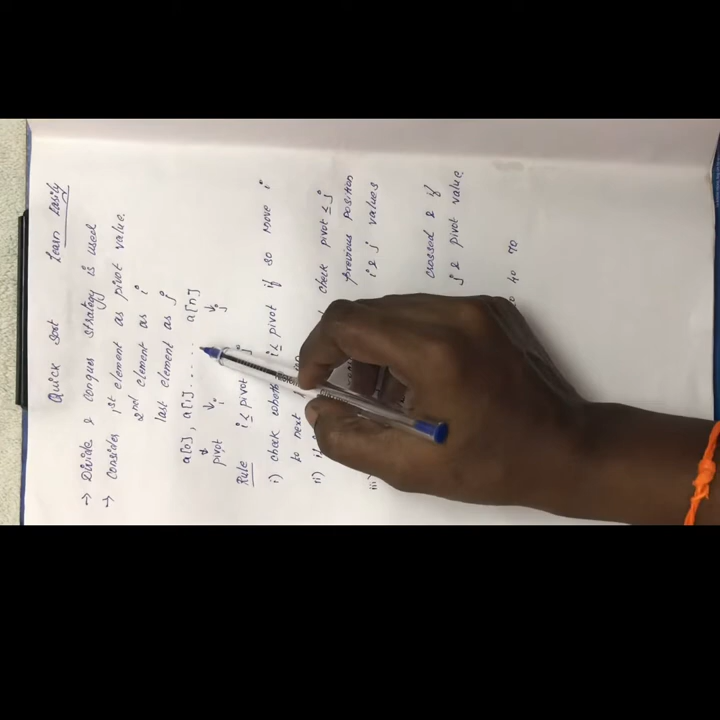 Quick sort Learn Easily
→ Divide & conquer strategy is used
→ Consider 1st element as pivot value.
2nd element as i
last element as j
a[0], a[i] ..... a[n]
pivot i j
Rule i ≤ pivot j
i) check i ≤ pivot if so move i
to next
ii) check pivot ≤ j
previous position
iii) i & j values
crossed & if
j & pivot value
40 70